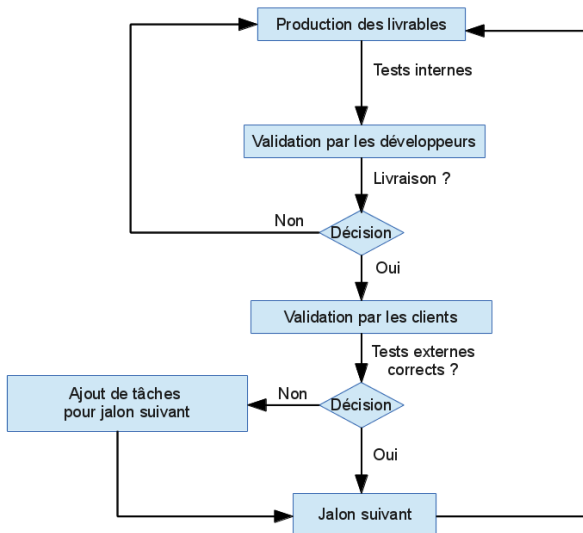 Production des livrables
Tests internes
Validation par les développeurs
Livraison ?
Non
Décision
Oui
Validation par les clients
Tests externes
corrects ?
Ajout de tâches
pour jalon suivant
Non
Décision
Oui
Jalon suivant